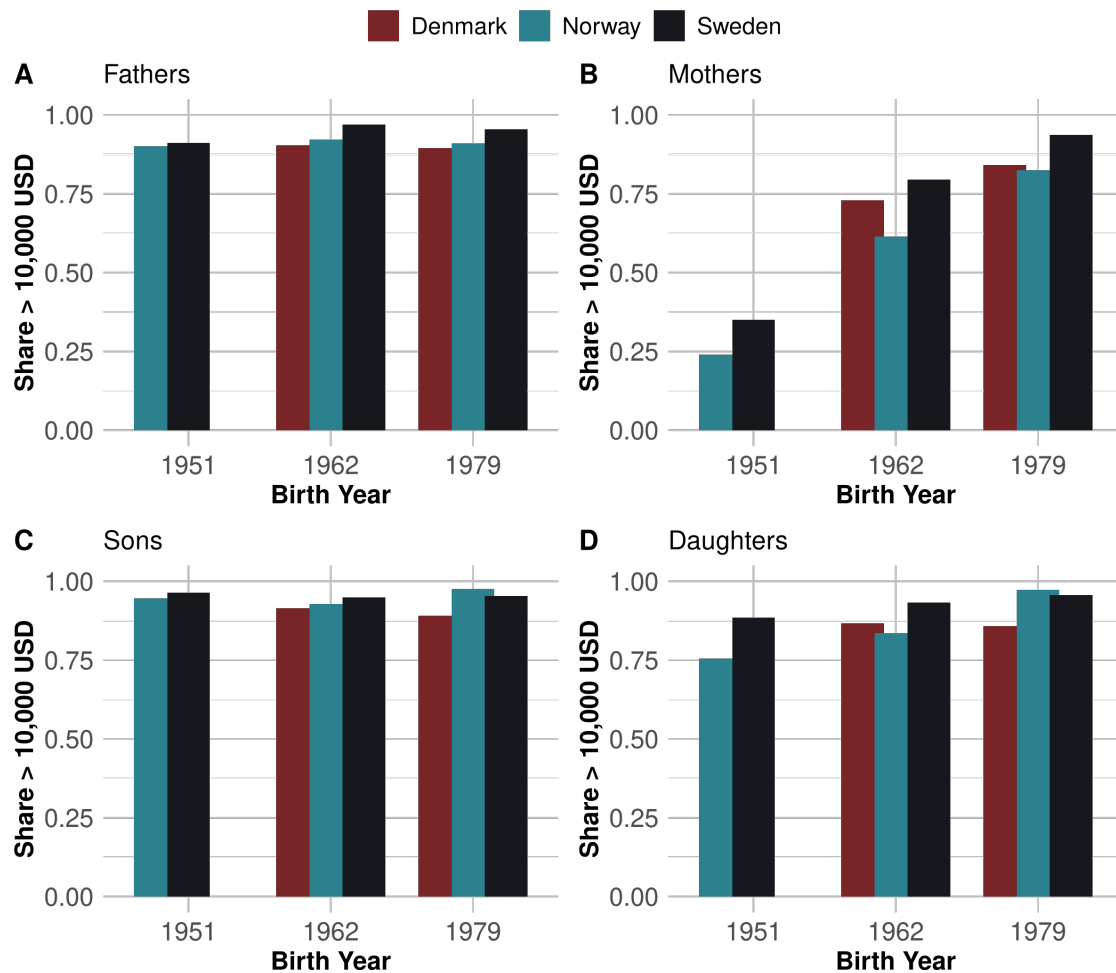 Denmark Norway Sweden
A Fathers
Share > 10,000 USD
1.00
0.75
0.50
0.25
0.00
1951 1962 1979
Birth Year
B Mothers
Share > 10,000 USD
1.00
0.75
0.50
0.25
0.00
1951 1962 1979
Birth Year
C Sons
Share > 10,000 USD
1.00
0.75
0.50
0.25
0.00
1951 1962 1979
Birth Year
D Daughters
Share > 10,000 USD
1.00
0.75
0.50
0.25
0.00
1951 1962 1979
Birth Year